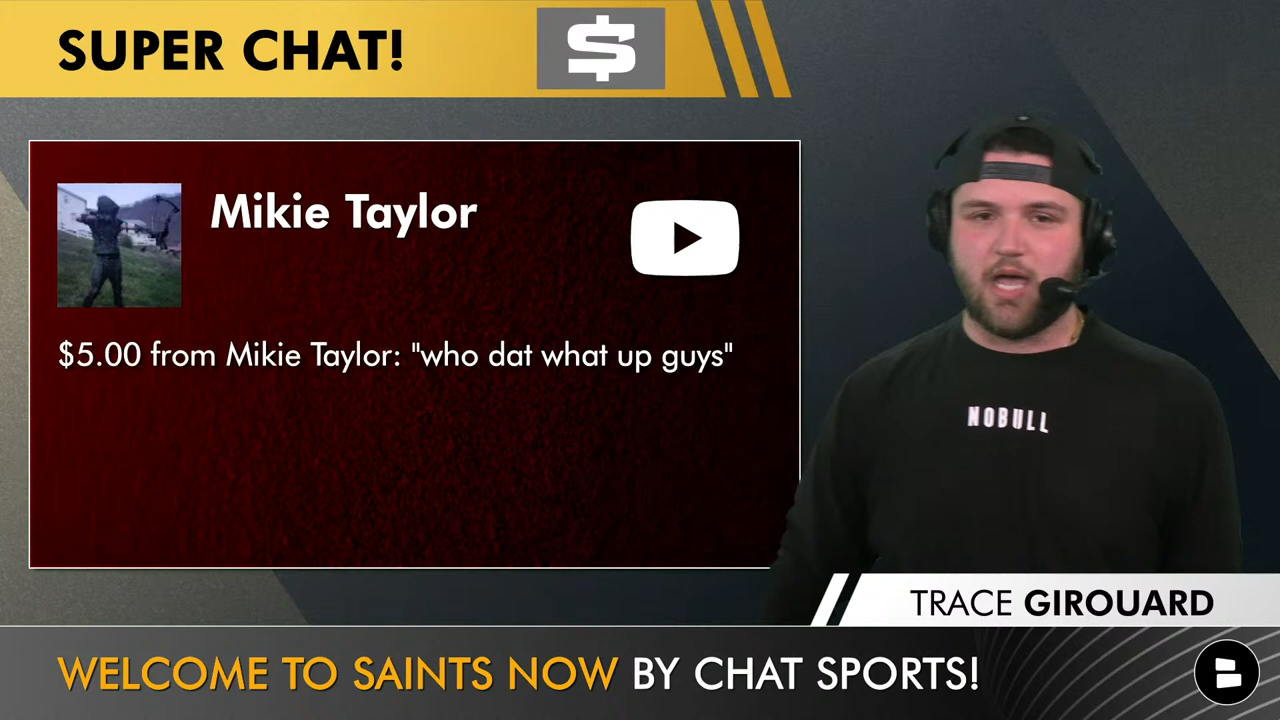 SUPER CHAT!
Mikie Taylor
$5.00 from Mikie Taylor: "who dat what up guys"
NOBULL
TRACE GIROUARD
WELCOME TO SAINTS NOW BY CHAT SPORTS!